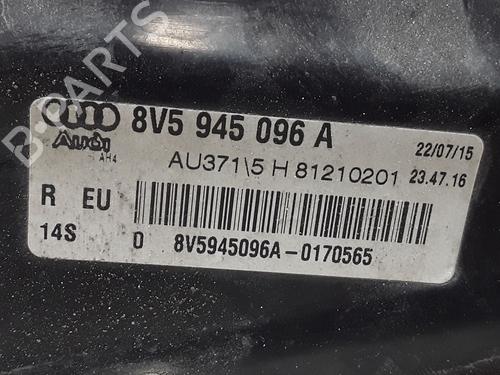 B-PARTS
Audi
AH4
8V5 945 096 A
22/07/15
AU371\5 H 81210201
23.47.16
R EU
14S
0 8V5945096A-0170565